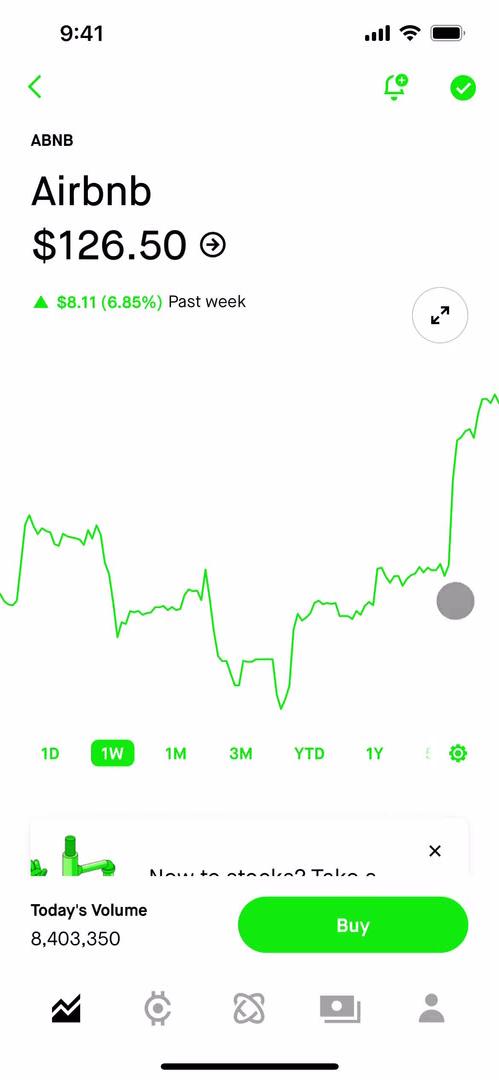 9:41
ABNB
Airbnb
$126.50
$8.11 (6.85%) Past week
1D 1W 1M 3M YTD 1Y
New to stocks? Take a
Today's Volume
8,403,350
Buy